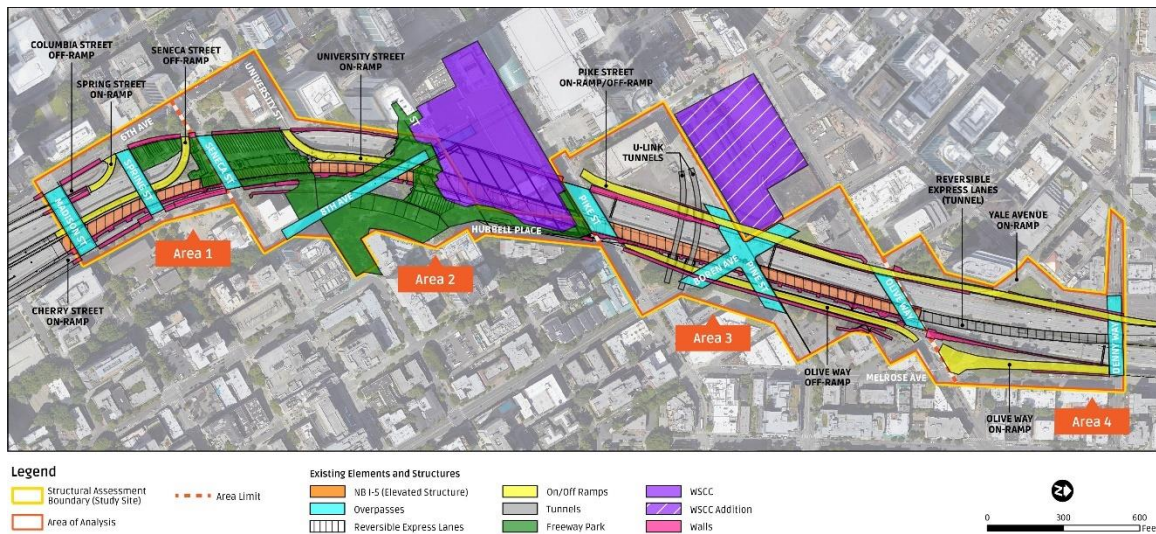 COLUMBIA STREET
OFF-RAMP
SPRING STREET
ON-RAMP
SENECA STREET
OFF-RAMP
UNIVERSITY STREET
ON-RAMP
PIKE STREET
ON-RAMP/OFF-RAMP
U-LINK
TUNNELS
REVERSIBLE
EXPRESS LANES
(TUNNEL)
YALE AVENUE
ON-RAMP
6TH AVE
UNIVERSITY ST
MADISON ST
SPRING ST
SENECA ST
8TH AVE
HUBBELL PLACE
PIKE ST
BOREN AVE
PINE ST
OLIVE WAY
DENNY WAY
MELROSE AVE
CHERRY STREET
ON-RAMP
Area 1
Area 2
Area 3
Area 4
OLIVE WAY
OFF-RAMP
OLIVE WAY
ON-RAMP
Legend
Structural Assessment
Boundary (Study Site)
Area of Analysis
Area Limit
Existing Elements and Structures
NB I-5 (Elevated Structure)
Overpasses
Reversible Express Lanes
On/Off Ramps
Tunnels
Freeway Park
WSCC
WSCC Addition
Walls
N
0 300 600
Feet